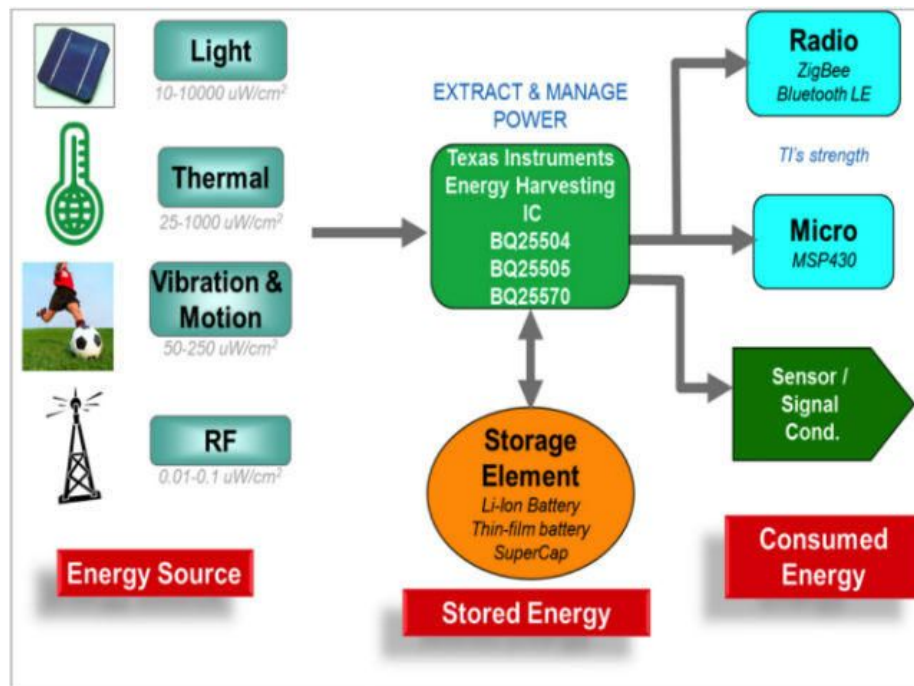 Light
10-10000 uW/cm²
Thermal
25-1000 uW/cm²
Vibration &
Motion
50-250 uW/cm²
RF
0.01-0.1 uW/cm²
Energy Source
EXTRACT & MANAGE
POWER
Texas Instruments
Energy Harvesting
IC
BQ25504
BQ25505
BQ25570
Storage
Element
Li-Ion Battery
Thin-film battery
SuperCap
Stored Energy
Radio
ZigBee
Bluetooth LE
TI's strength
Micro
MSP430
Sensor /
Signal
Cond.
Consumed
Energy